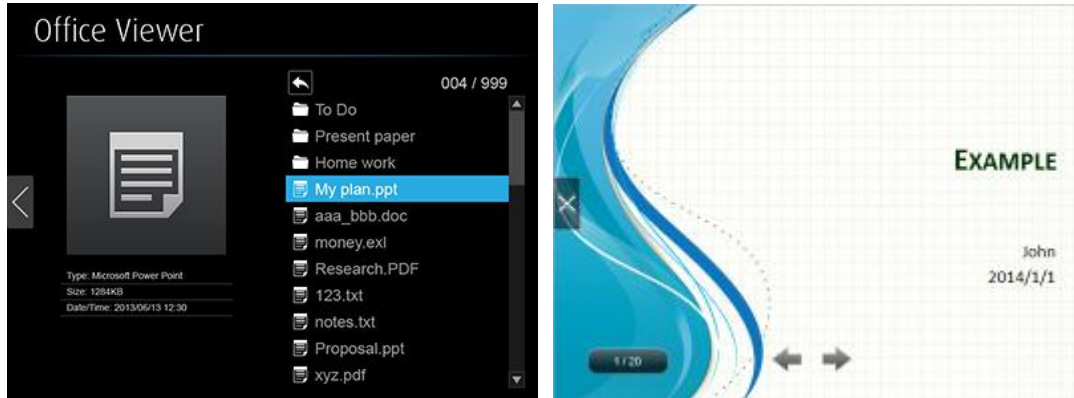 Office Viewer
004 / 999
To Do
Present paper
Home work
My plan.ppt
aaa_bbb.doc
money.exl
Research.PDF
123.txt
notes.txt
Proposal.ppt
xyz.pdf
Type: Microsoft Power Point
Size: 1284KB
Date/Time: 2013/06/13 12:30
EXAMPLE
John
2014/1/1
1 / 20